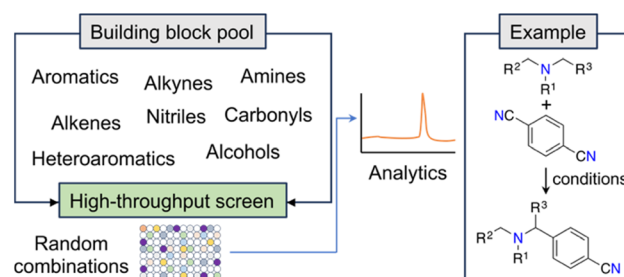 Building block pool
Aromatics
Alkynes
Amines
Alkenes
Nitriles
Carbonyls
Heteroaromatics
Alcohols
High-throughput screen
Random
combinations
Analytics
Example
R² N R³
R¹
+
NC
CN
conditions
R³
R² N
R¹
CN